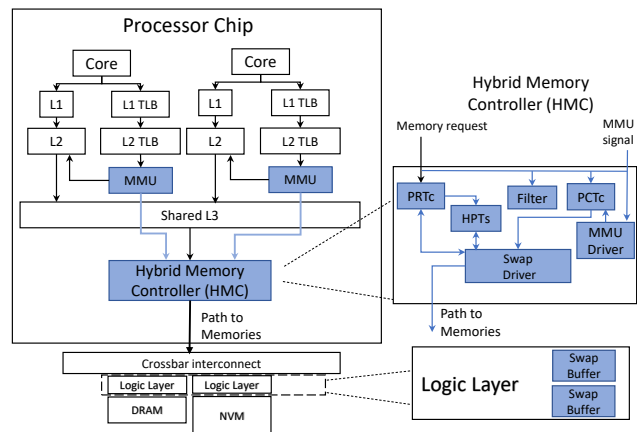 Processor Chip
Core
Core
L1
L1 TLB
L1
L1 TLB
L2
L2 TLB
L2
L2 TLB
MMU
MMU
Shared L3
Hybrid Memory
Controller (HMC)
Path to
Memories
Crossbar interconnect
Logic Layer
Logic Layer
DRAM
NVM
Hybrid Memory
Controller (HMC)
Memory request
MMU
signal
PRTc
Filter
PCTc
HPTs
MMU
Driver
Swap
Driver
Path to
Memories
Logic Layer
Swap
Buffer
Swap
Buffer